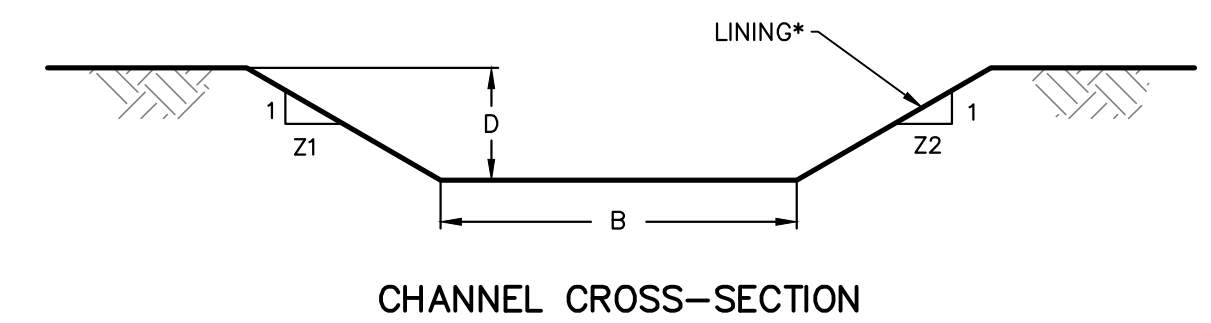 LINING*
1
Z1
D
1
Z2
B
CHANNEL CROSS-SECTION